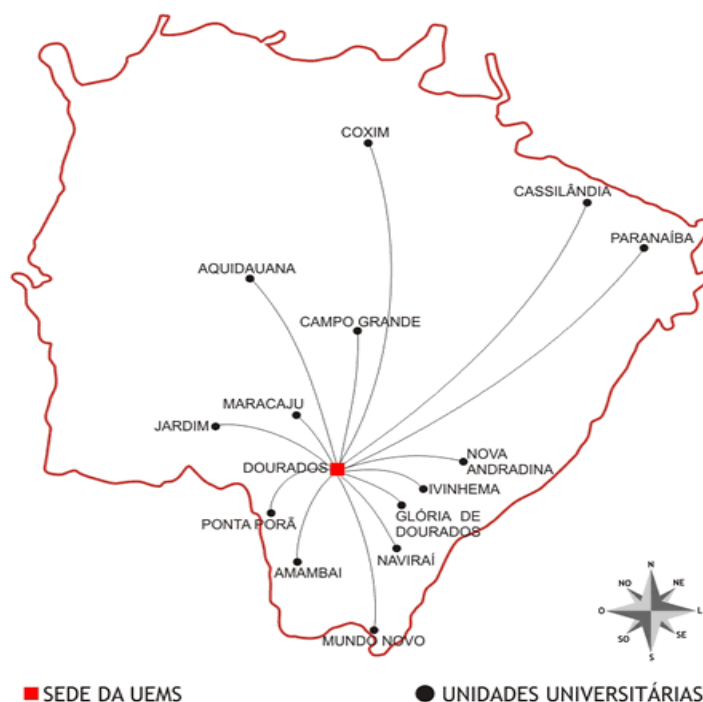 COXIM
CASSILÂNDIA
PARANAÍBA
AQUIDAUANA
CAMPO GRANDE
MARACAJU
JARDIM
DOURADOS
NOVA
ANDRADINA
IVINHEMA
GLÓRIA DE
DOURADOS
PONTA PORÃ
NAVIRAÍ
AMAMBAI
MUNDO NOVO
N
NO
NE
O
L
SO
SE
S
SEDE DA UEMS
UNIDADES UNIVERSITÁRIAS